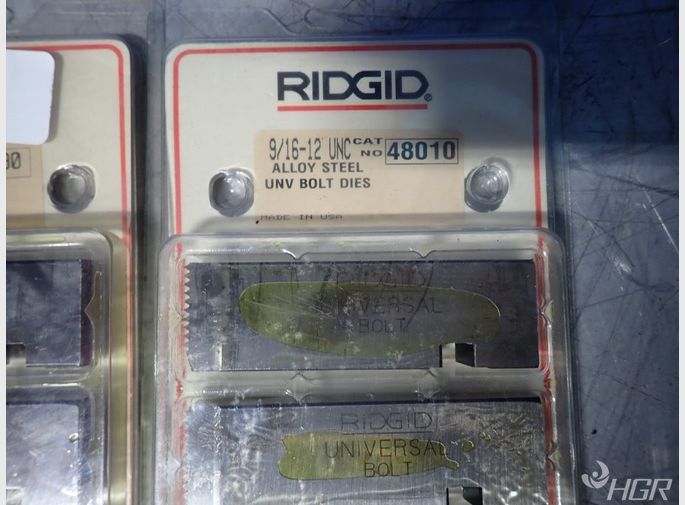 RIDGID®
9/16-12 UNC CAT NO 48010
ALLOY STEEL
UNV BOLT DIES
MADE IN USA
UNIVERSAL
BOLT
RIDGID
UNIVERSAL
BOLT
HGR